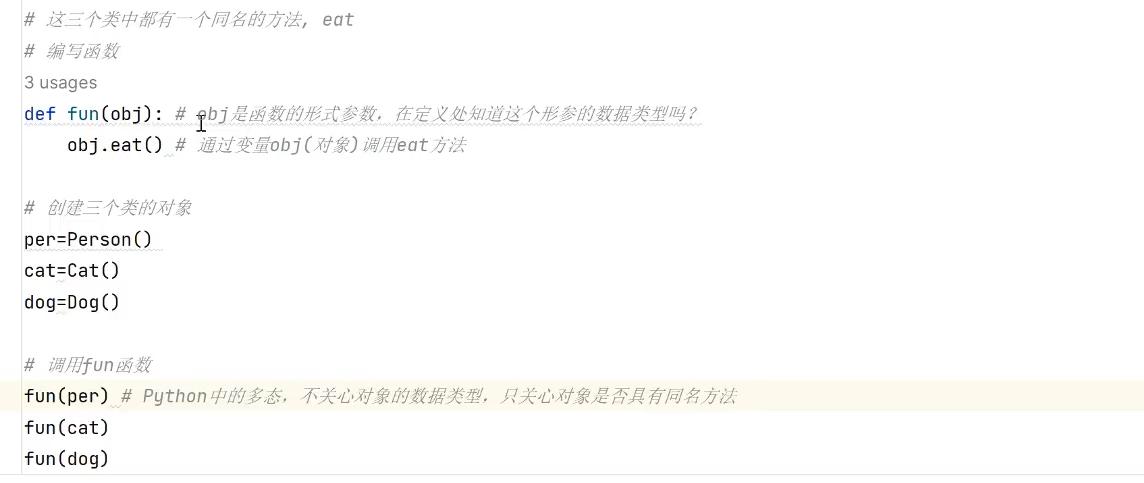 # 这三个类中都有一个同名的方法, eat
# 编写函数
3 usages
def fun(obj): # obj是函数的形式参数，在定义处知道这个形参的数据类型吗?
    obj.eat() # 通过变量obj(对象)调用eat方法
# 创建三个类的对象
per=Person()
cat=Cat()
dog=Dog()
# 调用fun函数
fun(per) # Python中的多态，不关心对象的数据类型，只关心对象是否具有同名方法
fun(cat)
fun(dog)